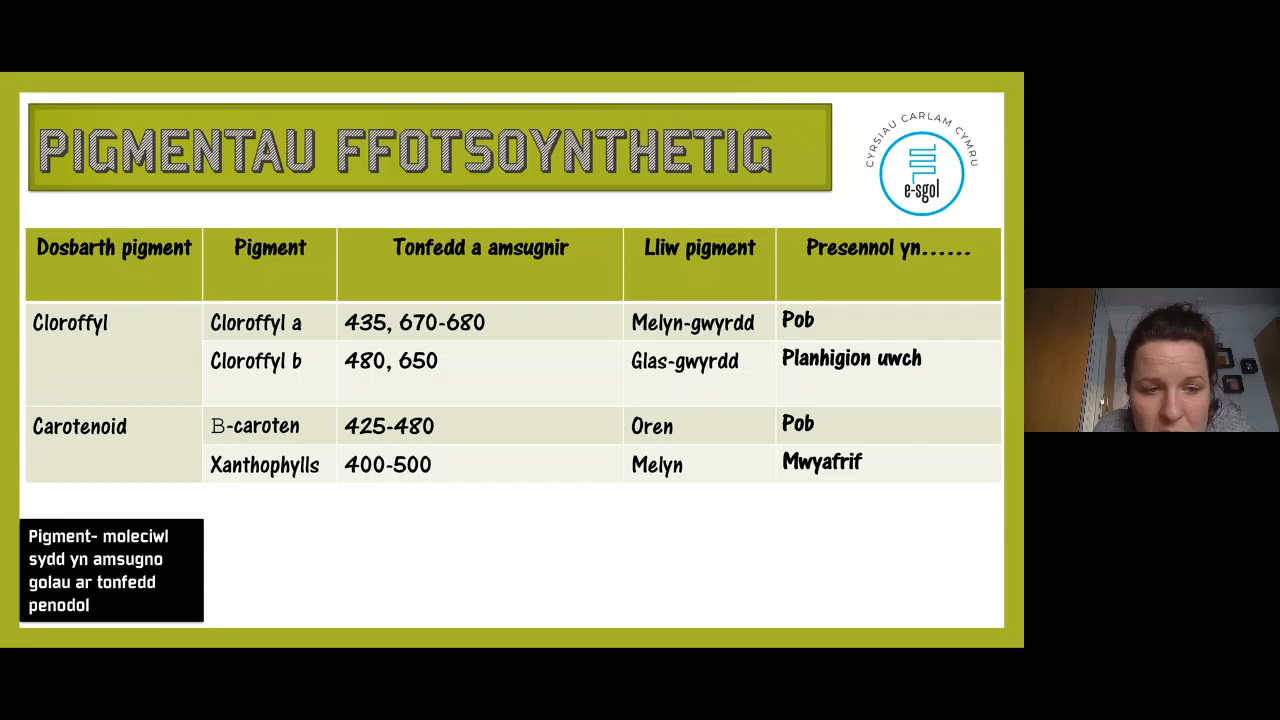 PIGMENTAU FFOTSOYNTHETIG
CYRSIAU CARLAM CYMRU
e-sgol
Dosbarth pigment Pigment Tonfedd a amsugnir Lliw pigment Presennol yn......
Cloroffyl Cloroffyl a 435, 670-680 Melyn-gwyrdd Pob
Cloroffyl b 480, 650 Glas-gwyrdd Planhigion uwch
Carotenoid Β-caroten 425-480 Oren Pob
Xanthophylls 400-500 Melyn Mwyafrif
Pigment- moleciwl
sydd yn amsugno
golau ar tonfedd
penodol